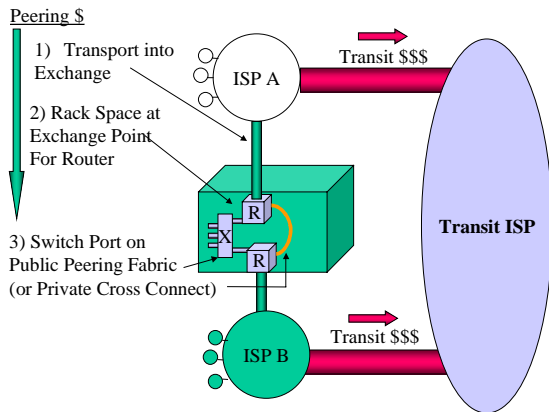 Peering $
1) Transport into
Exchange
2) Rack Space at
Exchange Point
For Router
3) Switch Port on
Public Peering Fabric
(or Private Cross Connect)
ISP A
Transit $$$
R
X
R
Transit ISP
ISP B
Transit $$$